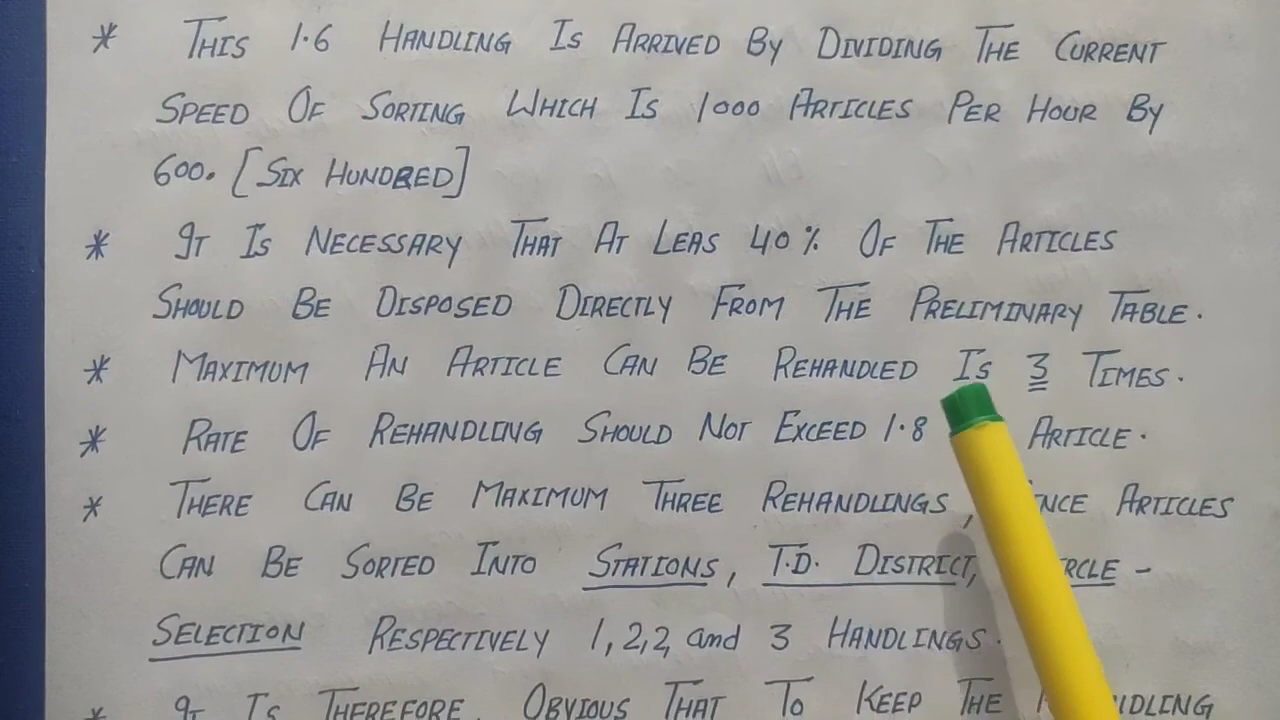 * THIS 1.6 HANDLING IS ARRIVED BY DIVIDING THE CURRENT
SPEED OF SORTING WHICH IS 1000 ARTICLES PER HOUR BY
600. [SIX HUNDRED]
* IT IS NECESSARY THAT AT LEAS 40% OF THE ARTICLES
SHOULD BE DISPOSED DIRECTLY FROM THE PRELIMINARY TABLE.
* MAXIMUM AN ARTICLE CAN BE REHANDLED IS 3 TIMES.
* RATE OF REHANDLING SHOULD NOT EXCEED 1.8 ARTICLE.
* THERE CAN BE MAXIMUM THREE REHANDLINGS, ARTICLES
CAN BE SORTED INTO STATIONS, T.D. DISTRICT, -
SELECTION RESPECTIVELY 1,2,2, and 3 HANDLINGS.
* IT IS THEREFORE, OBVIOUS THAT TO KEEP THE